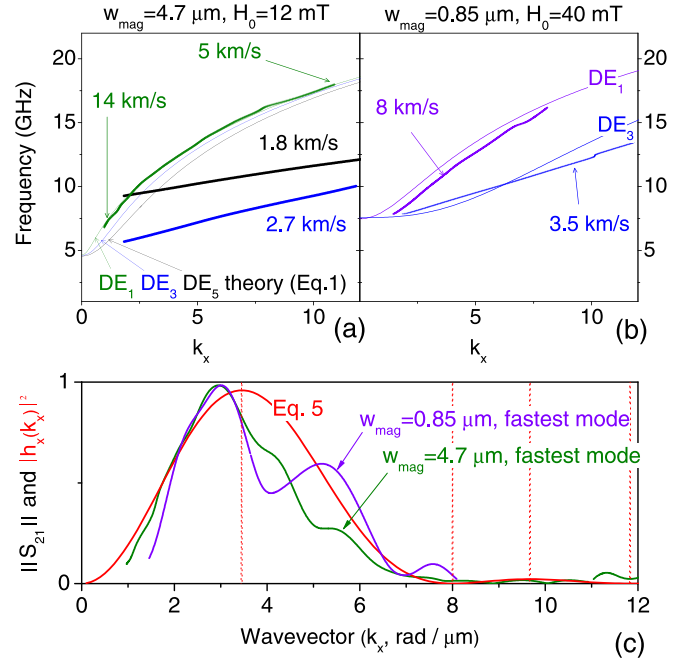 w_mag=4.7 μm, H_0=12 mT
w_mag=0.85 μm, H_0=40 mT
Frequency (GHz)
20
15
10
5
0
5
10
k_x
14 km/s
5 km/s
1.8 km/s
2.7 km/s
DE_1 DE_3 DE_5 theory (Eq.1)
(a)
8 km/s
DE_1
DE_3
3.5 km/s
5
10
k_x
20
15
10
5
(b)
||S_21|| and |h_x(k_x)|^2
1
0
Eq. 5
w_mag=0.85 μm, fastest mode
w_mag=4.7 μm, fastest mode
0 2 4 6 8 10 12
Wavevector (k_x, rad / μm)
(c)